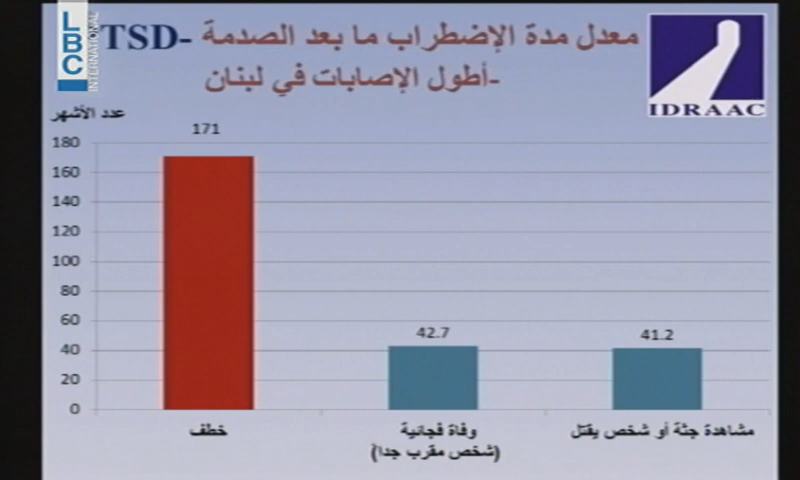 LBC
INTERNATIONAL
معدل مدة الإضطراب ما بعد الصدمة -TSD
-أطول الإصابات في لبنان
IDRAAC
عدد الأشهر
180
160
140
120
100
80
60
40
20
0
171
42.7
41.2
خطف
وفاة فجائية
(شخص مقرب جداً)
مشاهدة جثة أو شخص يقتل